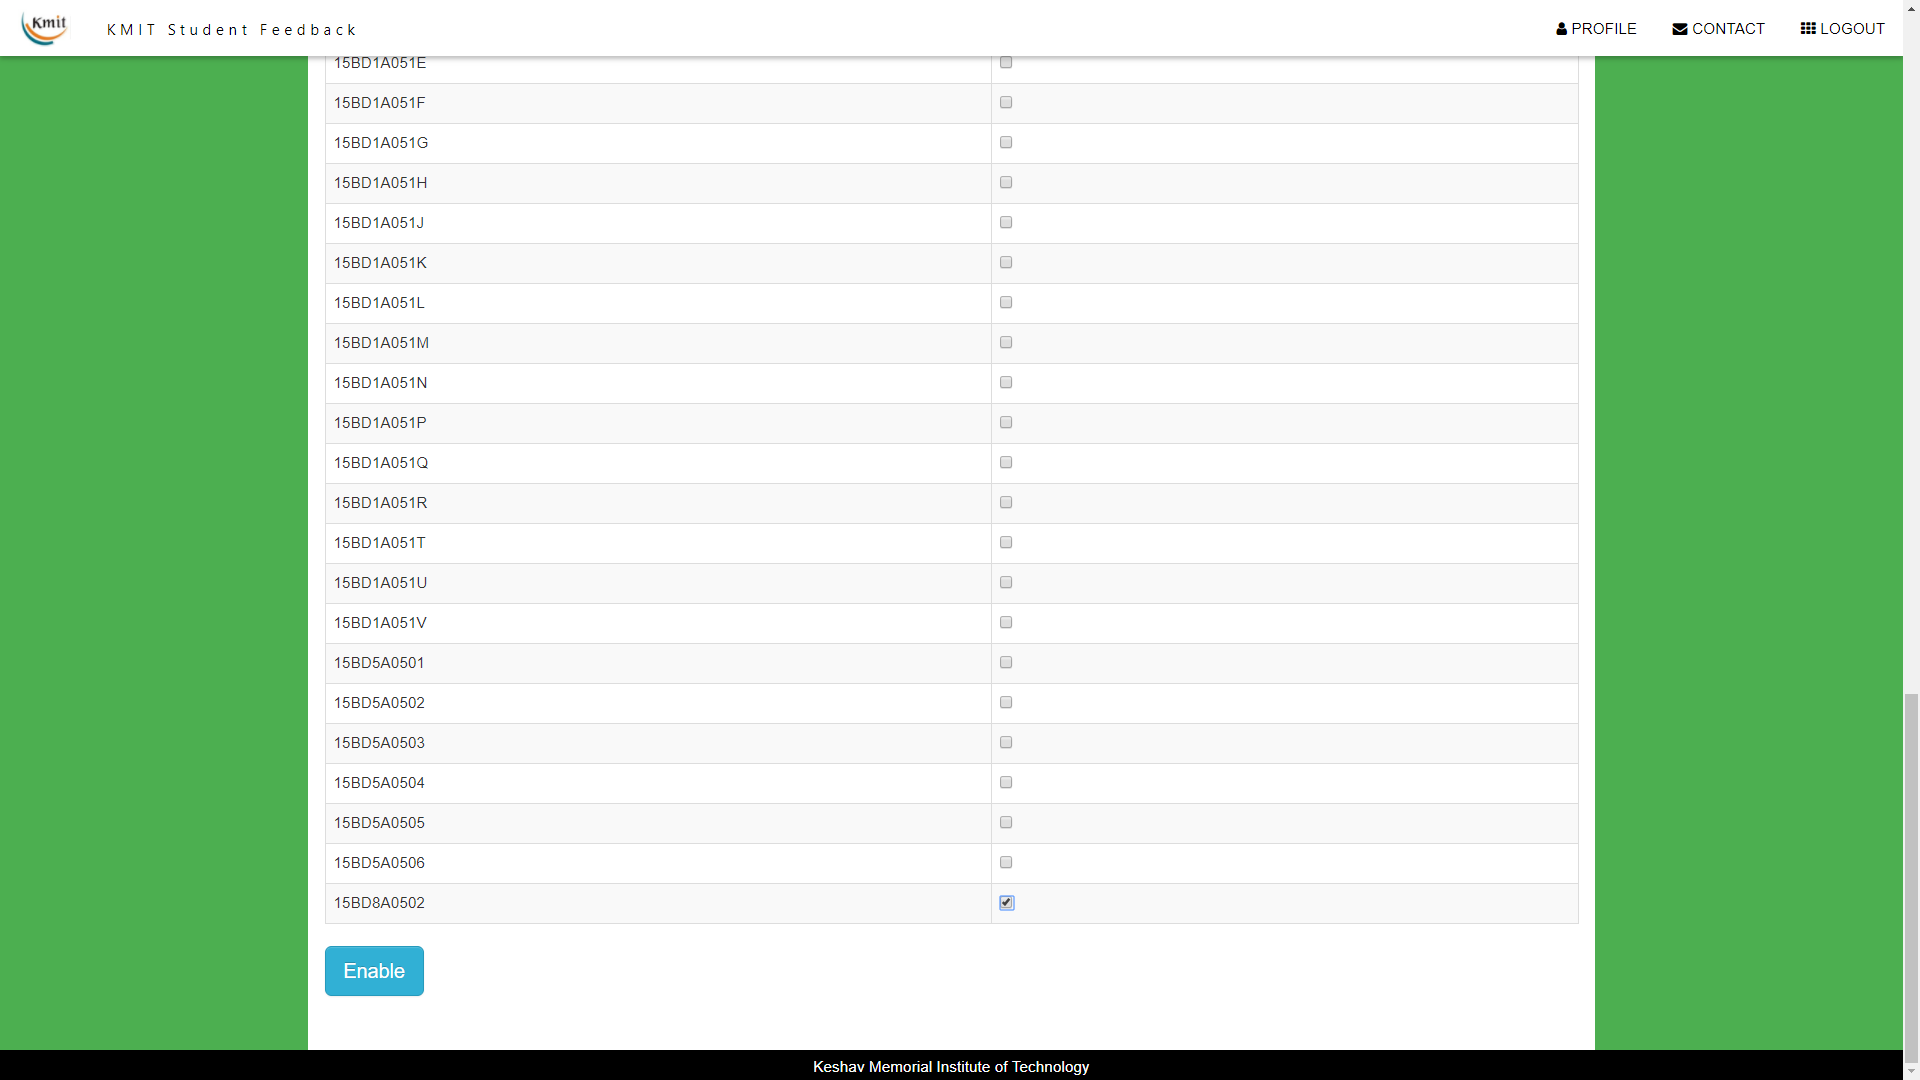 Kmit
KMIT Student Feedback
PROFILE
CONTACT
LOGOUT
15BD1A051E
15BD1A051F
15BD1A051G
15BD1A051H
15BD1A051J
15BD1A051K
15BD1A051L
15BD1A051M
15BD1A051N
15BD1A051P
15BD1A051Q
15BD1A051R
15BD1A051T
15BD1A051U
15BD1A051V
15BD5A0501
15BD5A0502
15BD5A0503
15BD5A0504
15BD5A0505
15BD5A0506
15BD8A0502
Enable
Keshav Memorial Institute of Technology